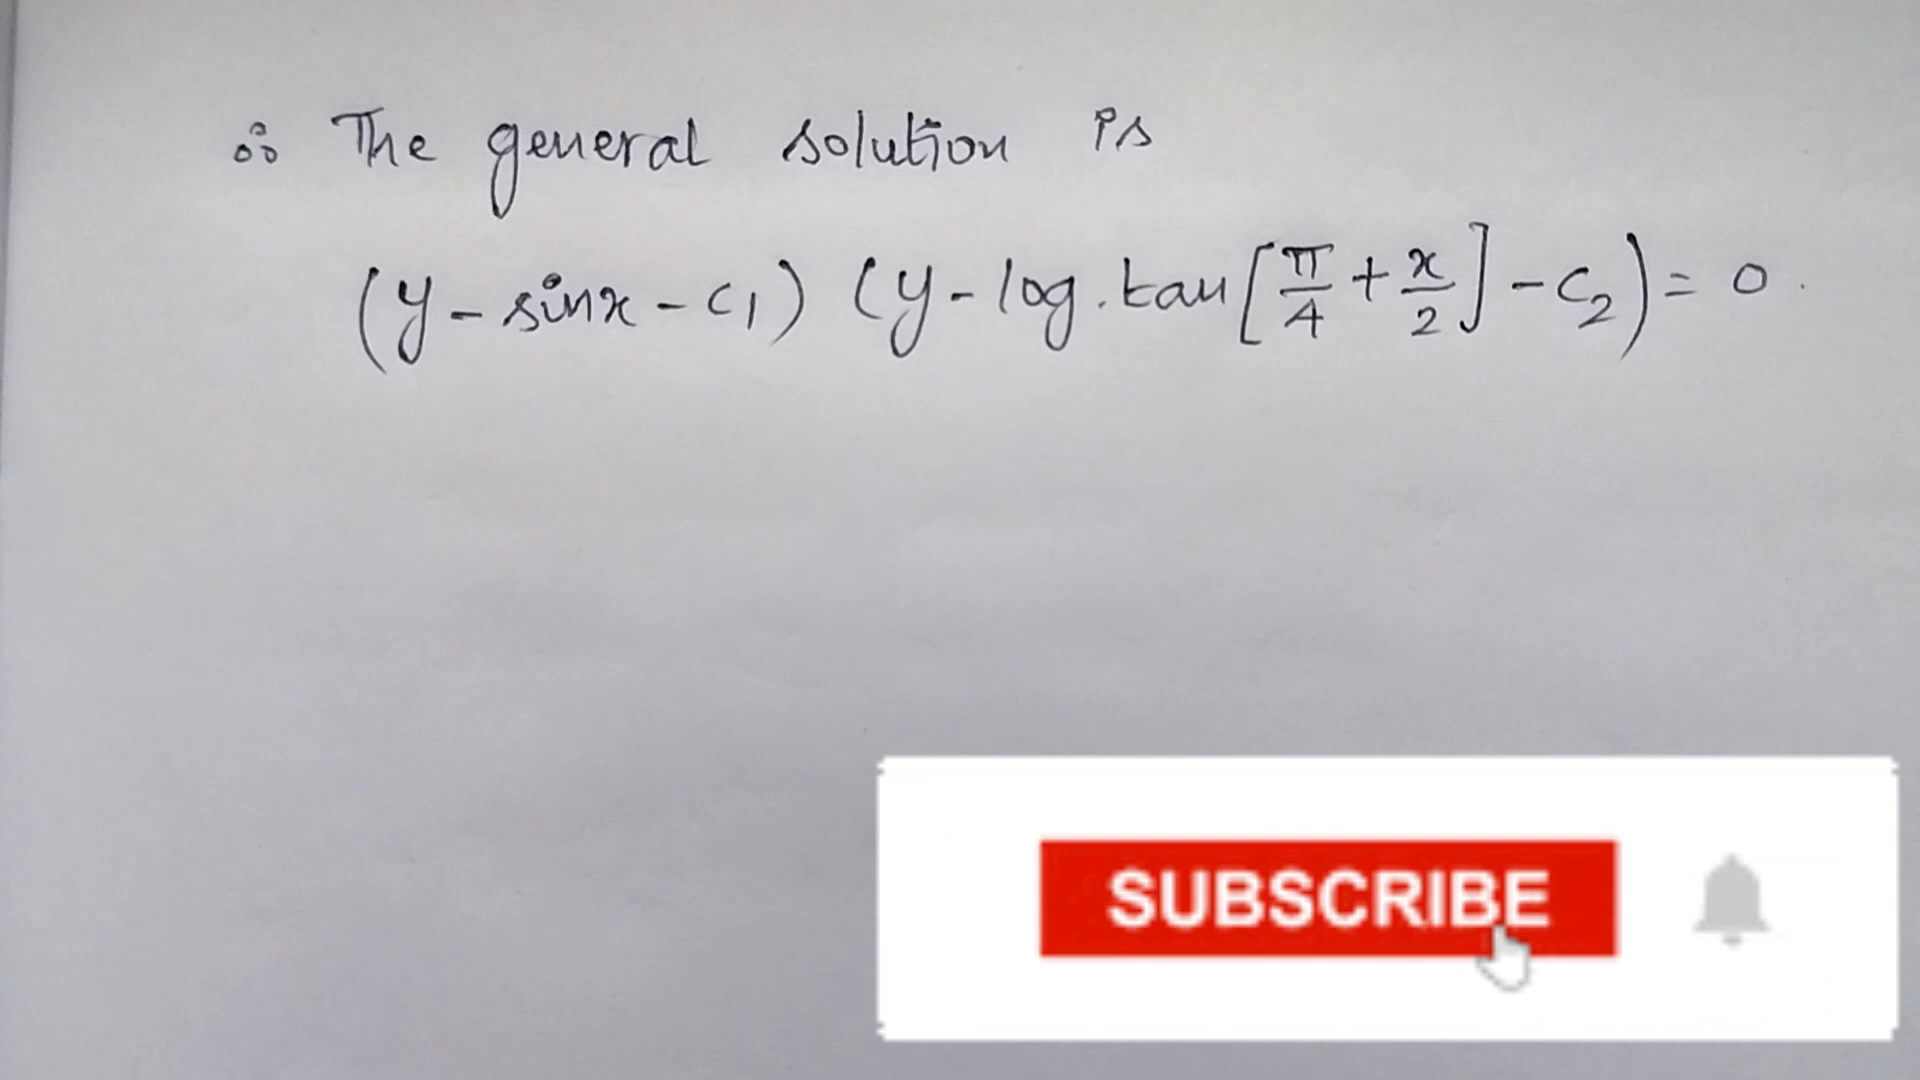 ∴ The general solution is
(y - sinx - c₁) (y - log. tan[π/4 + x/2] - c₂) = 0.
SUBSCRIBE